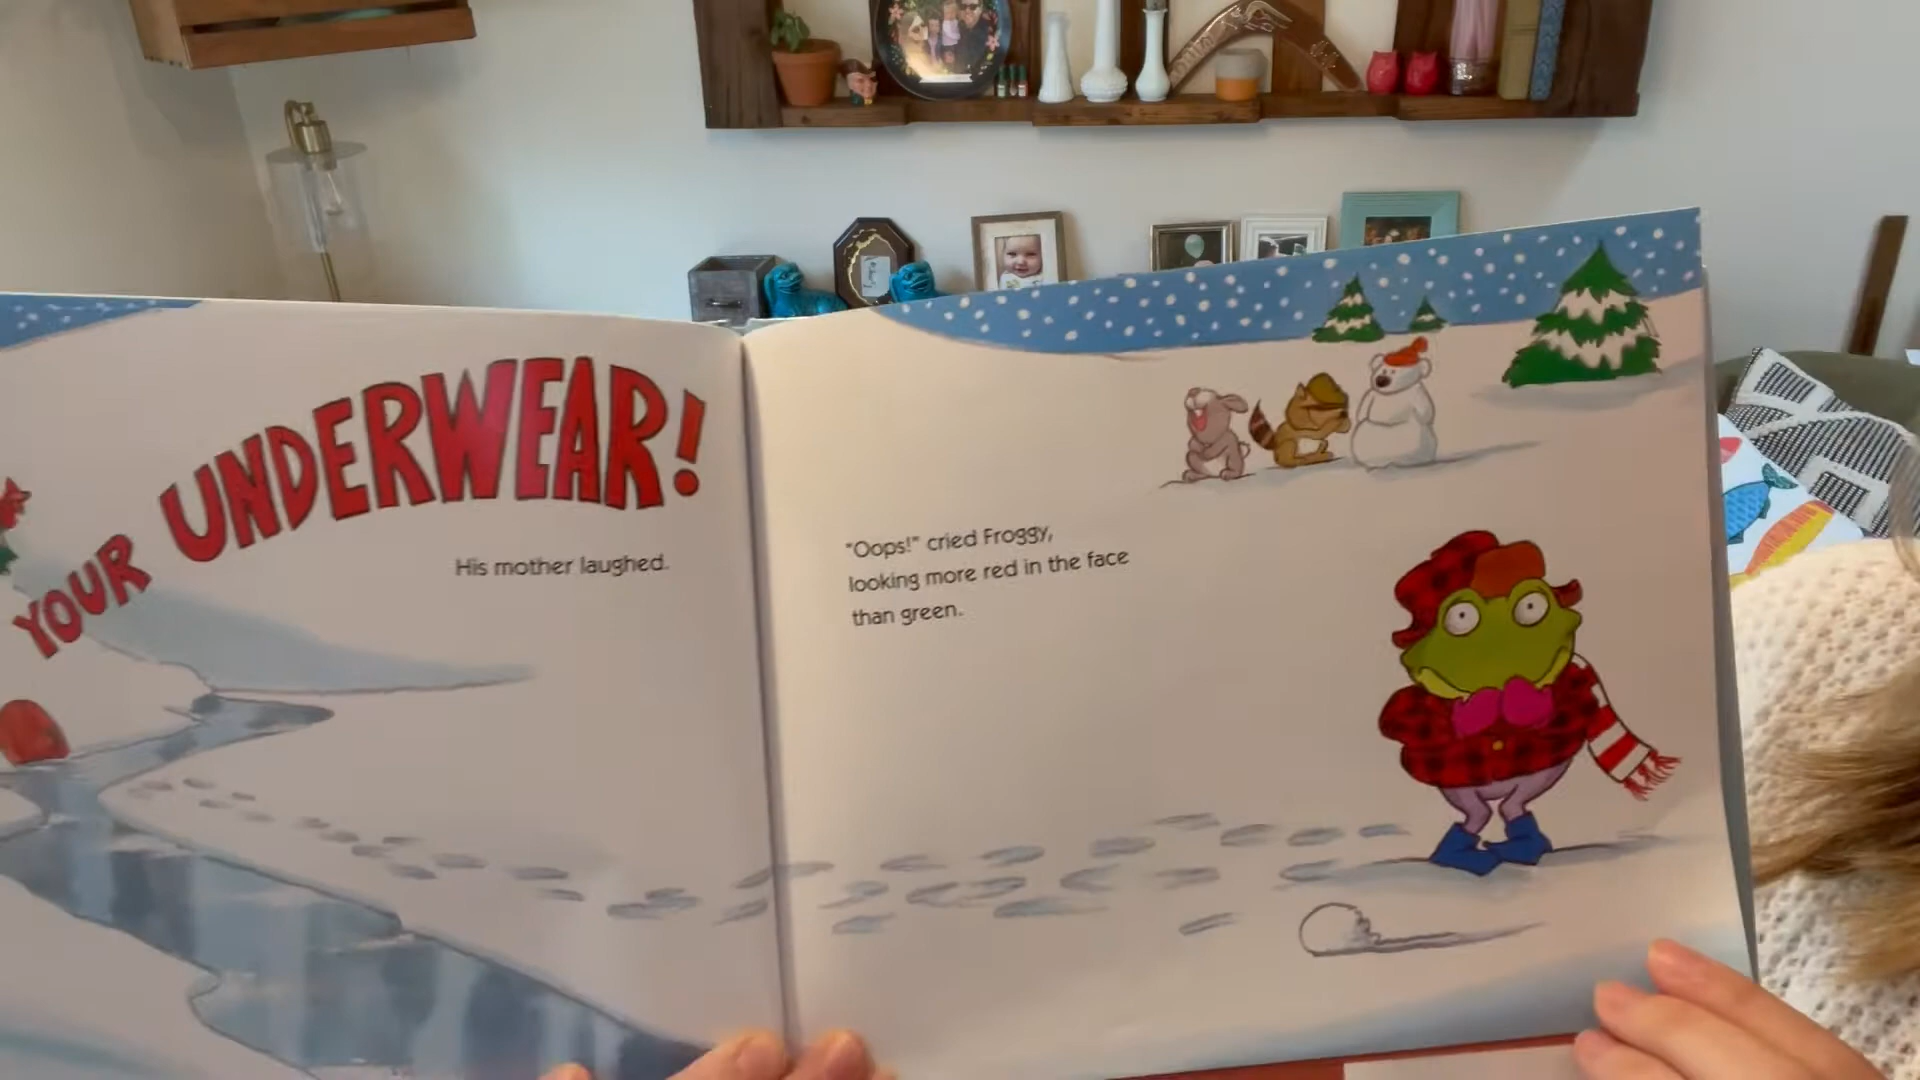 YOUR UNDERWEAR!
His mother laughed.
"Oops!" cried Froggy,
looking more red in the face
than green.